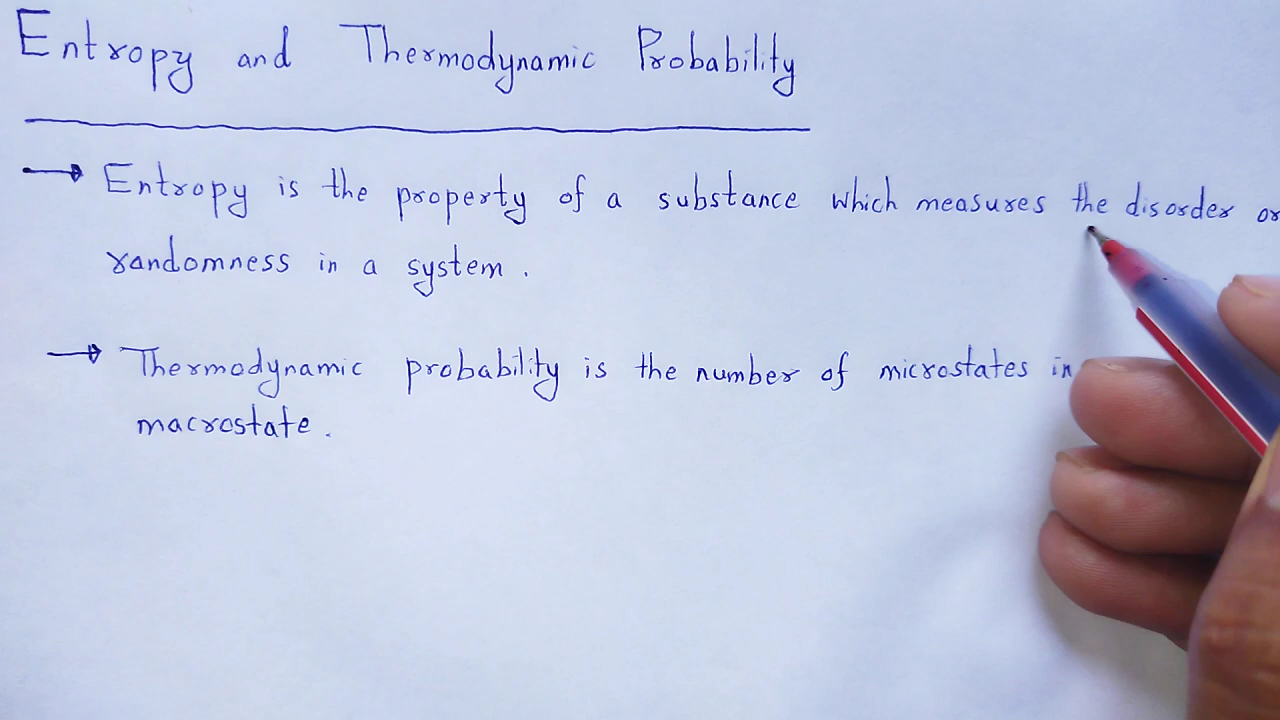 Entropy and Thermodynamic Probability
→ Entropy is the property of a substance which measures the disorder or
randomness in a system.
→ Thermodynamic probability is the number of microstates in
macrostate.